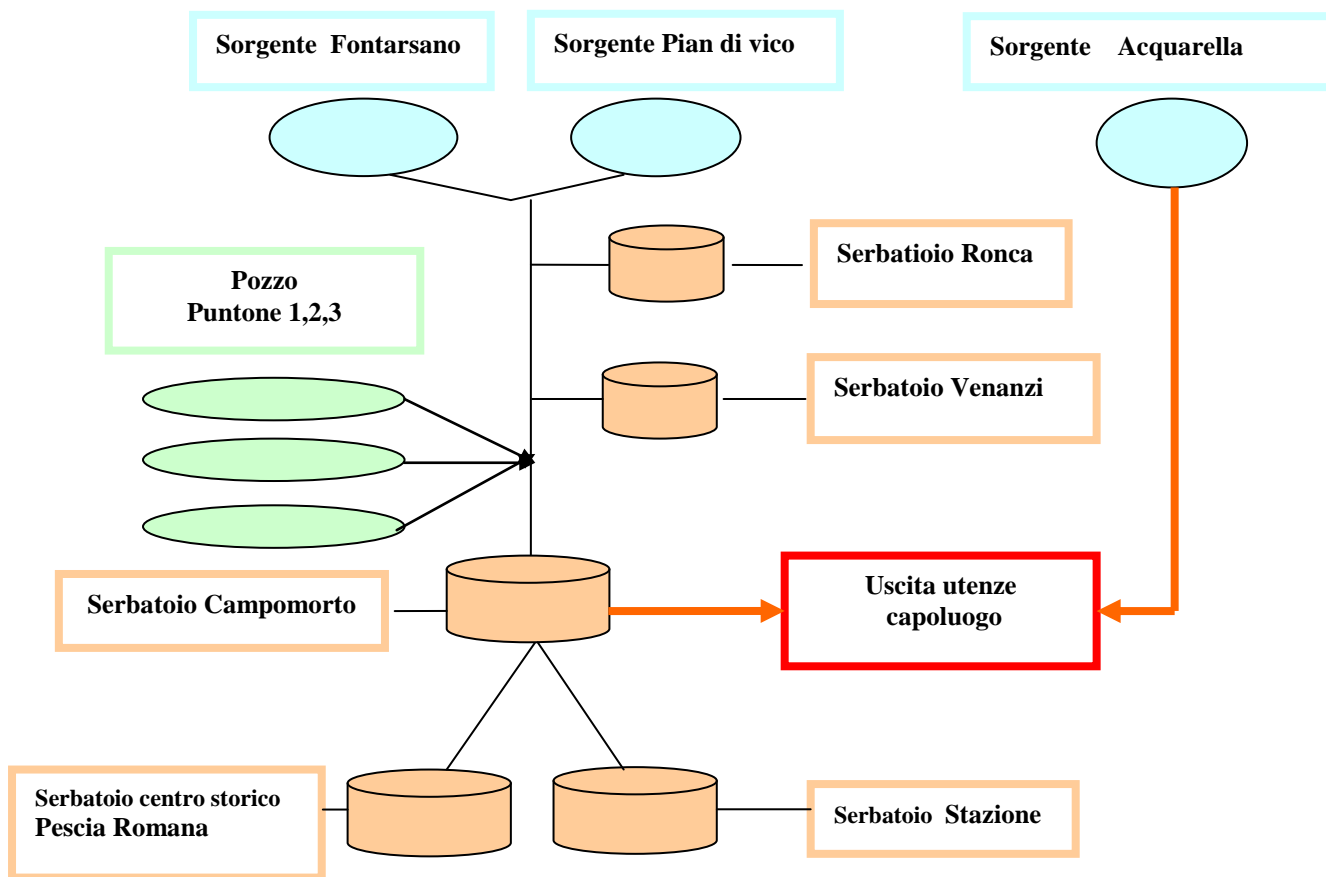 Sorgente Fontarsano
Sorgente Pian di vico
Sorgente Acquarella
Serbatioio Ronca
Pozzo
Puntone 1,2,3
Serbatoio Venanzi
Serbatoio Campomorto
Uscita utenze
capoluogo
Serbatoio centro storico
Pescia Romana
Serbatoio Stazione